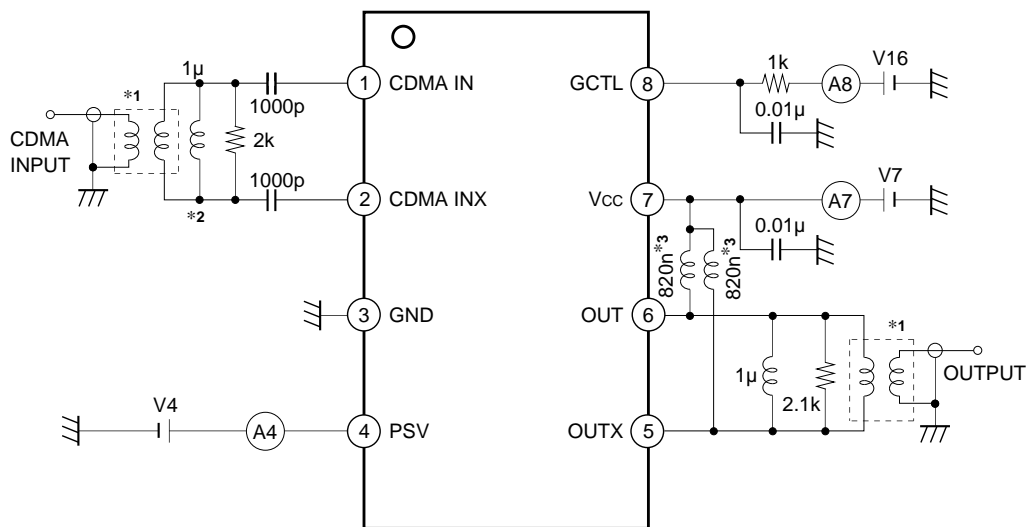 1µ
*1
1000p
2k
CDMA
INPUT
1000p
*2
1
CDMA IN
2
CDMA INX
3
GND
V4
A4
4
PSV
GCTL
8
1k
A8
V16
0.01µ
Vcc
7
A7
V7
0.01µ
820n*3
820n*3
OUT
6
*1
1µ
2.1k
OUTPUT
OUTX
5